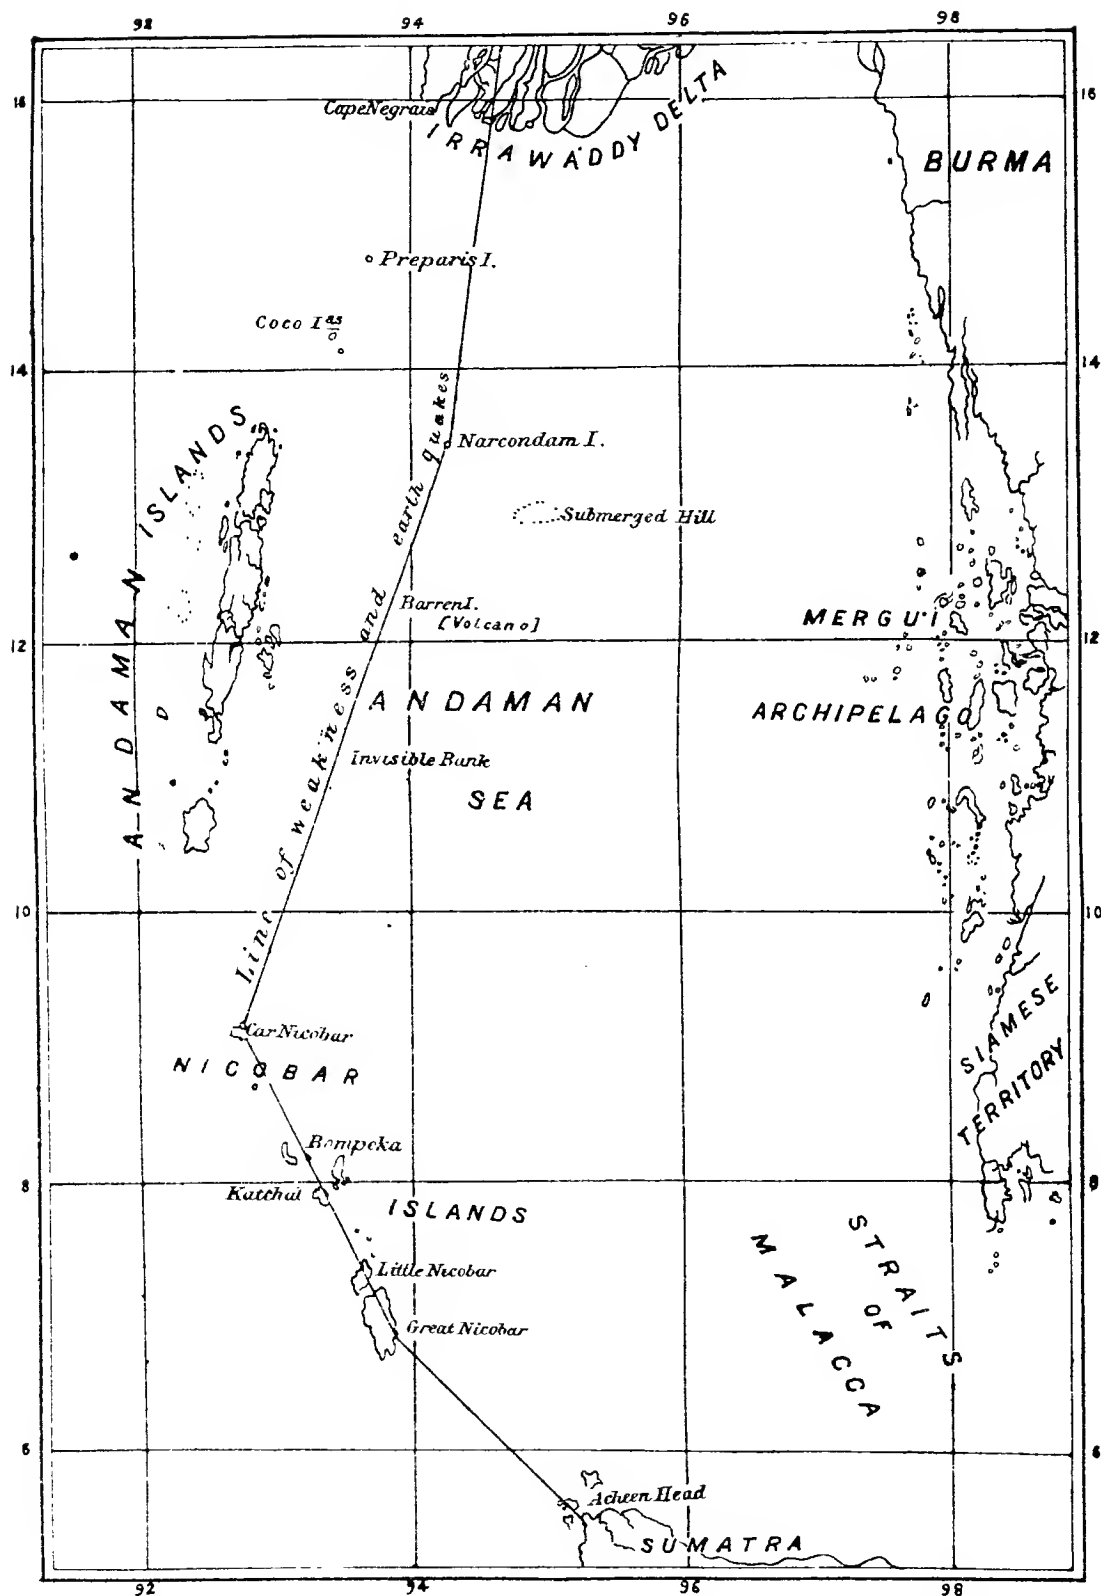 92 94 96 98
16 16
Cape Negrais
IRRAWADDY DELTA
BURMA
Preparis I.
Coco I.ds
14 14
Narcondam I.
Submerged Hill
ANDAMAN ISLANDS
Line of weakness and earth quakes
Barren I.
[Volcano]
12 12
MERGUI
ARCHIPELAGO
ANDAMAN
SEA
Invisible Bank
10 10
Car Nicobar
NICOBAR
SIAMESE
TERRITORY
Bompoka
8 8
Katchal
ISLANDS
Little Nicobar
Great Nicobar
STRAITS
OF
MALACCA
6 6
Acheen Head
SUMATRA
92 94 96 98